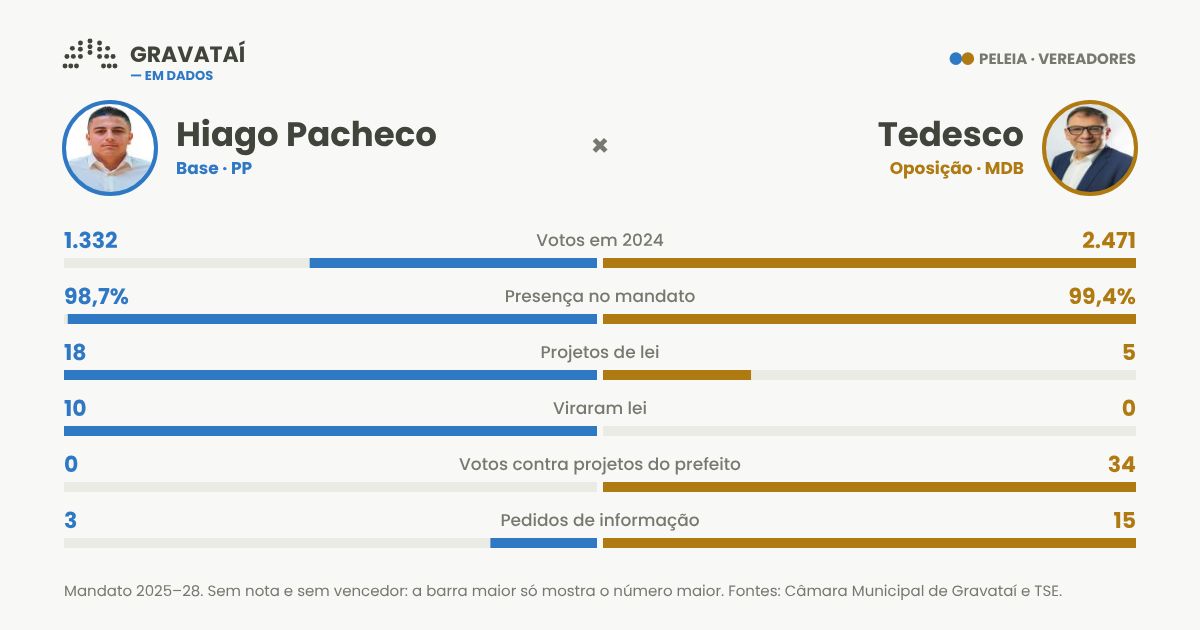 GRAVATAÍ
— EM DADOS
PELEIA · VEREADORES
Hiago Pacheco
Base · PP
×
Tedesco
Oposição · MDB
1.332 Votos em 2024 2.471
98,7% Presença no mandato 99,4%
18 Projetos de lei 5
10 Viraram lei 0
0 Votos contra projetos do prefeito 34
3 Pedidos de informação 15
Mandato 2025–28. Sem nota e sem vencedor: a barra maior só mostra o número maior. Fontes: Câmara Municipal de Gravataí e TSE.